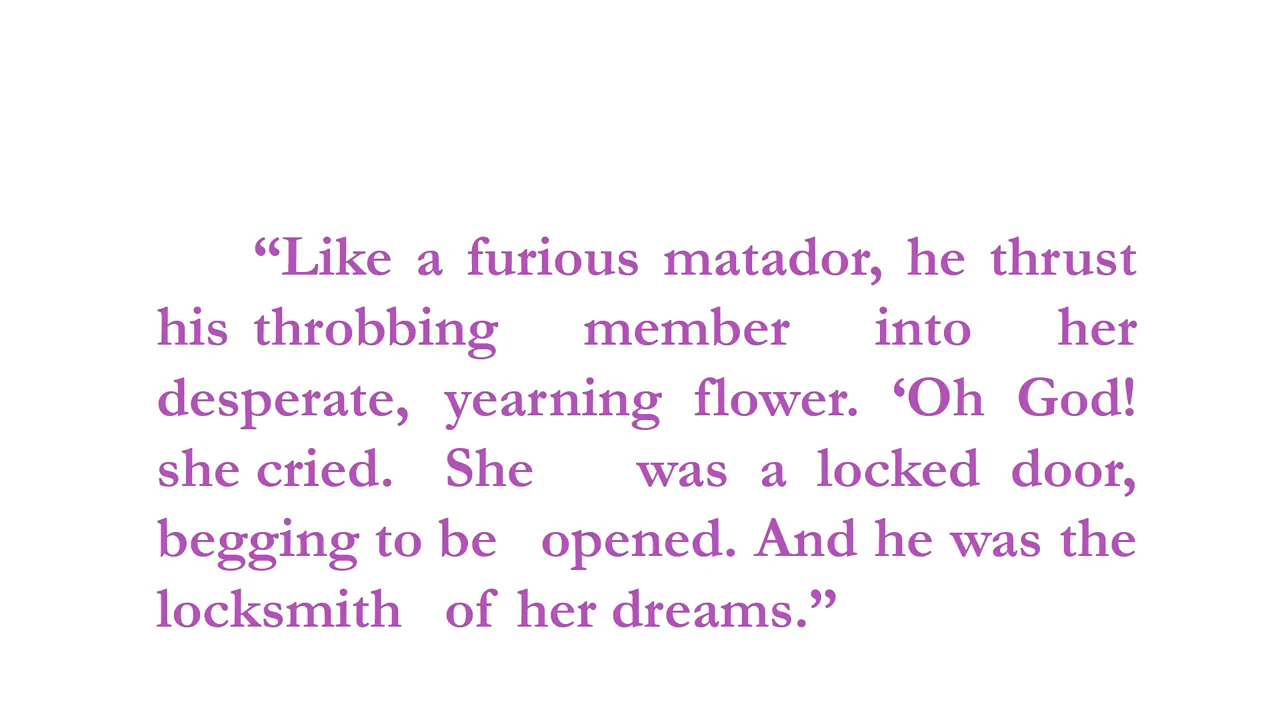 “Like a furious matador, he thrust
his throbbing member into her
desperate, yearning flower. ‘Oh God!
she cried. She was a locked door,
begging to be opened. And he was the
locksmith of her dreams.”